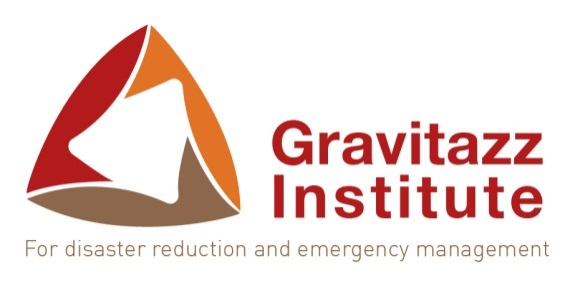 Gravitazz
Institute
For disaster reduction and emergency management